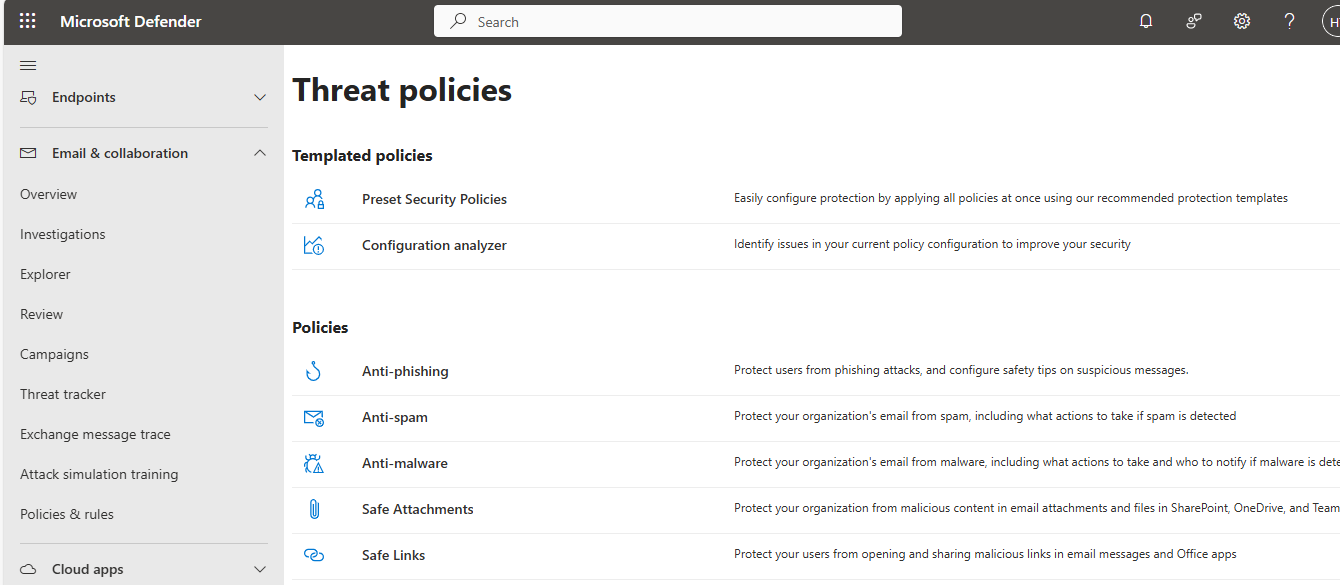 Microsoft Defender
Search
Endpoints
Email & collaboration
Overview
Investigations
Explorer
Review
Campaigns
Threat tracker
Exchange message trace
Attack simulation training
Policies & rules
Cloud apps
Threat policies
Templated policies
Preset Security Policies Easily configure protection by applying all policies at once using our recommended protection templates
Configuration analyzer Identify issues in your current policy configuration to improve your security
Policies
Anti-phishing Protect users from phishing attacks, and configure safety tips on suspicious messages.
Anti-spam Protect your organization's email from spam, including what actions to take if spam is detected
Anti-malware Protect your organization's email from malware, including what actions to take and who to notify if malware is dete
Safe Attachments Protect your organization from malicious content in email attachments and files in SharePoint, OneDrive, and Team
Safe Links Protect your users from opening and sharing malicious links in email messages and Office apps